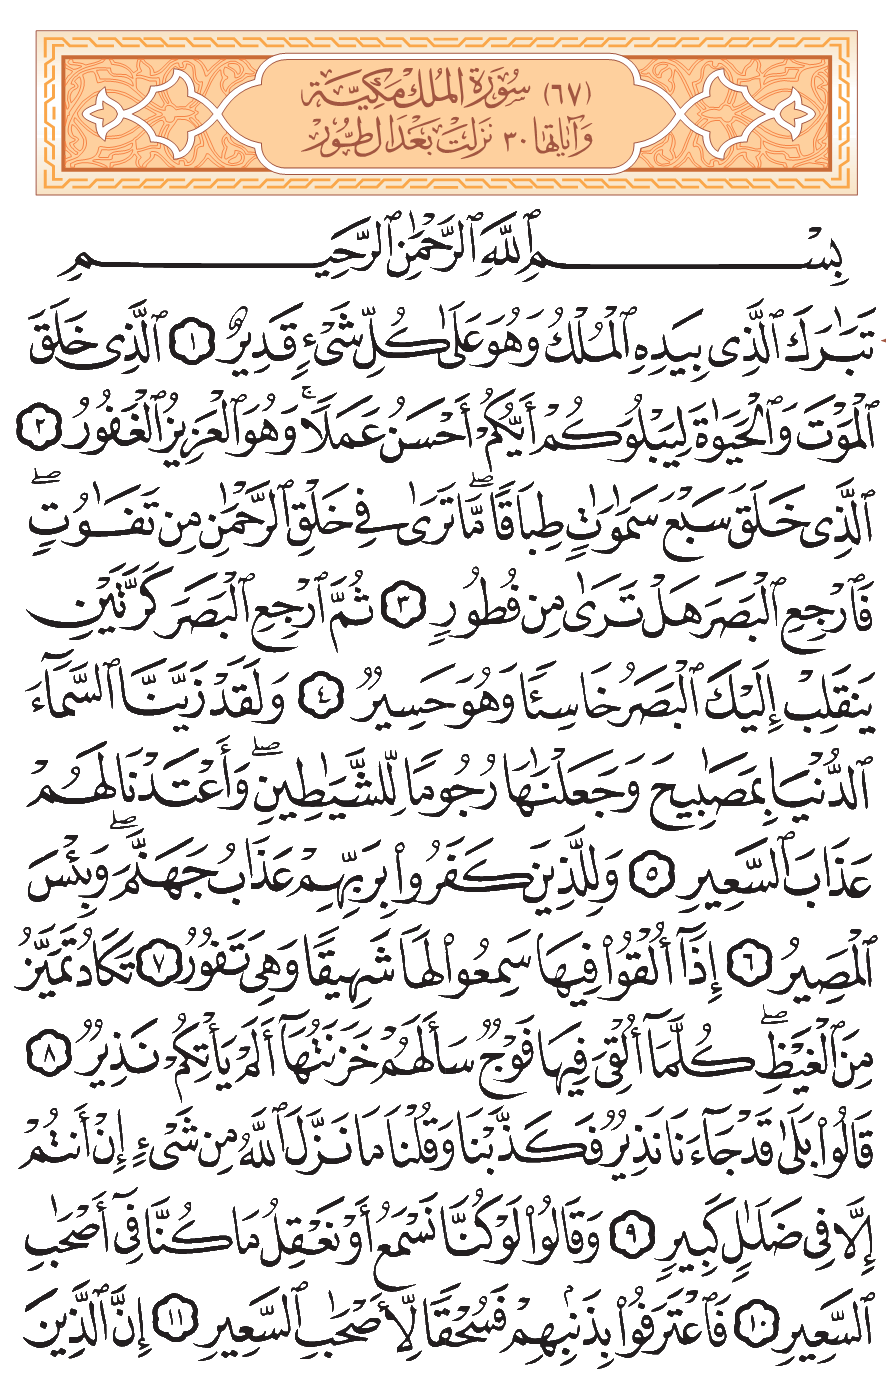 (٦٧) سُورَةُ المُلْكِ مَكِّيَّة
وَآيَاتُهَا ٣٠ نَزَلَتْ بَعْدَ الطُّورِ
بِسْمِ ٱللَّهِ ٱلرَّحْمَٰنِ ٱلرَّحِيمِ
تَبَٰرَكَ ٱلَّذِى بِيَدِهِ ٱلْمُلْكُ وَهُوَ عَلَىٰ كُلِّ شَىْءٍ قَدِيرٌ ١ ٱلَّذِى خَلَقَ
ٱلْمَوْتَ وَٱلْحَيَوٰةَ لِيَبْلُوَكُمْ أَيُّكُمْ أَحْسَنُ عَمَلًا ۚ وَهُوَ ٱلْعَزِيزُ ٱلْغَفُورُ ٢
ٱلَّذِى خَلَقَ سَبْعَ سَمَٰوَٰتٍ طِبَاقًا ۖ مَّا تَرَىٰ فِى خَلْقِ ٱلرَّحْمَٰنِ مِن تَفَٰوُتٍ ۖ
فَٱرْجِعِ ٱلْبَصَرَ هَلْ تَرَىٰ مِن فُطُورٍ ٣ ثُمَّ ٱرْجِعِ ٱلْبَصَرَ كَرَّتَيْنِ
يَنقَلِبْ إِلَيْكَ ٱلْبَصَرُ خَاسِئًا وَهُوَ حَسِيرٌ ٤ وَلَقَدْ زَيَّنَّا ٱلسَّمَآءَ
ٱلدُّنْيَا بِمَصَٰبِيحَ وَجَعَلْنَٰهَا رُجُومًا لِّلشَّيَٰطِينِ ۖ وَأَعْتَدْنَا لَهُمْ
عَذَابَ ٱلسَّعِيرِ ٥ وَلِلَّذِينَ كَفَرُوا۟ بِرَبِّهِمْ عَذَابُ جَهَنَّمَ ۖ وَبِئْسَ
ٱلْمَصِيرُ ٦ إِذَآ أُلْقُوا۟ فِيهَا سَمِعُوا۟ لَهَا شَهِيقًا وَهِىَ تَفُورُ ٧ تَكَادُ تَمَيَّزُ
مِنَ ٱلْغَيْظِ ۖ كُلَّمَآ أُلْقِىَ فِيهَا فَوْجٌ سَأَلَهُمْ خَزَنَتُهَآ أَلَمْ يَأْتِكُمْ نَذِيرٌ ٨
قَالُوا۟ بَلَىٰ قَدْ جَآءَنَا نَذِيرٌ فَكَذَّبْنَا وَقُلْنَا مَا نَزَّلَ ٱللَّهُ مِن شَىْءٍ إِنْ أَنتُمْ
إِلَّا فِى ضَلَٰلٍ كَبِيرٍ ٩ وَقَالُوا۟ لَوْ كُنَّا نَسْمَعُ أَوْ نَعْقِلُ مَا كُنَّا فِىٓ أَصْحَٰبِ
ٱلسَّعِيرِ ١٠ فَٱعْتَرَفُوا۟ بِذَنۢبِهِمْ فَسُحْقًا لِّأَصْحَٰبِ ٱلسَّعِيرِ ١١ إِنَّ ٱلَّذِينَ